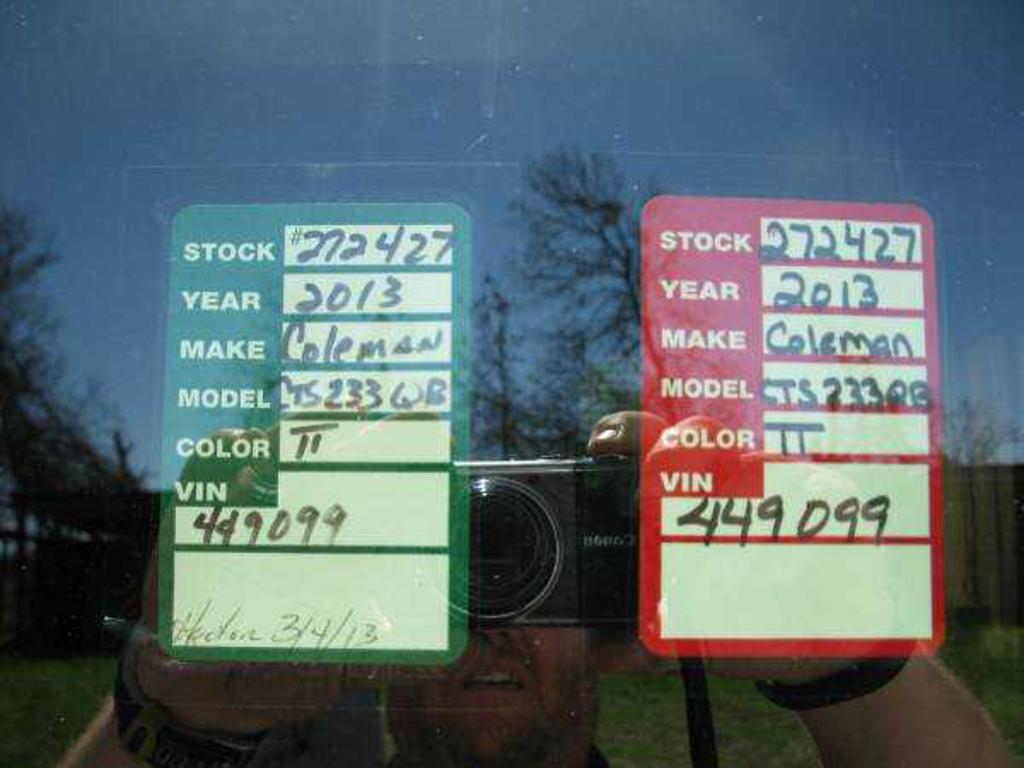 STOCK #272427
YEAR 2013
MAKE Coleman
MODEL CTS233QB
COLOR TT
VIN
449099
Hector 3/4/13
STOCK 272427
YEAR 2013
MAKE Coleman
MODEL CTS233QB
COLOR TT
VIN
449099